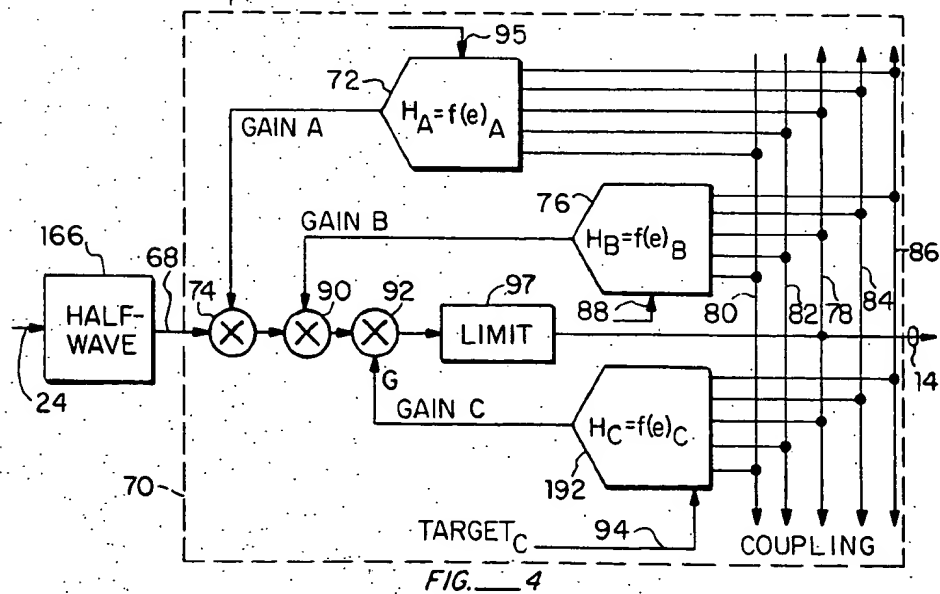 95
72
H_A=f(e)_A
GAIN A
76
H_B=f(e)_B
GAIN B
166
68
HALF-
WAVE
24
74
90
92
97
LIMIT
88
80
82
78
84
86
14
G
GAIN C
H_C=f(e)_C
192
70
TARGET_C
94
COUPLING
FIG.__4